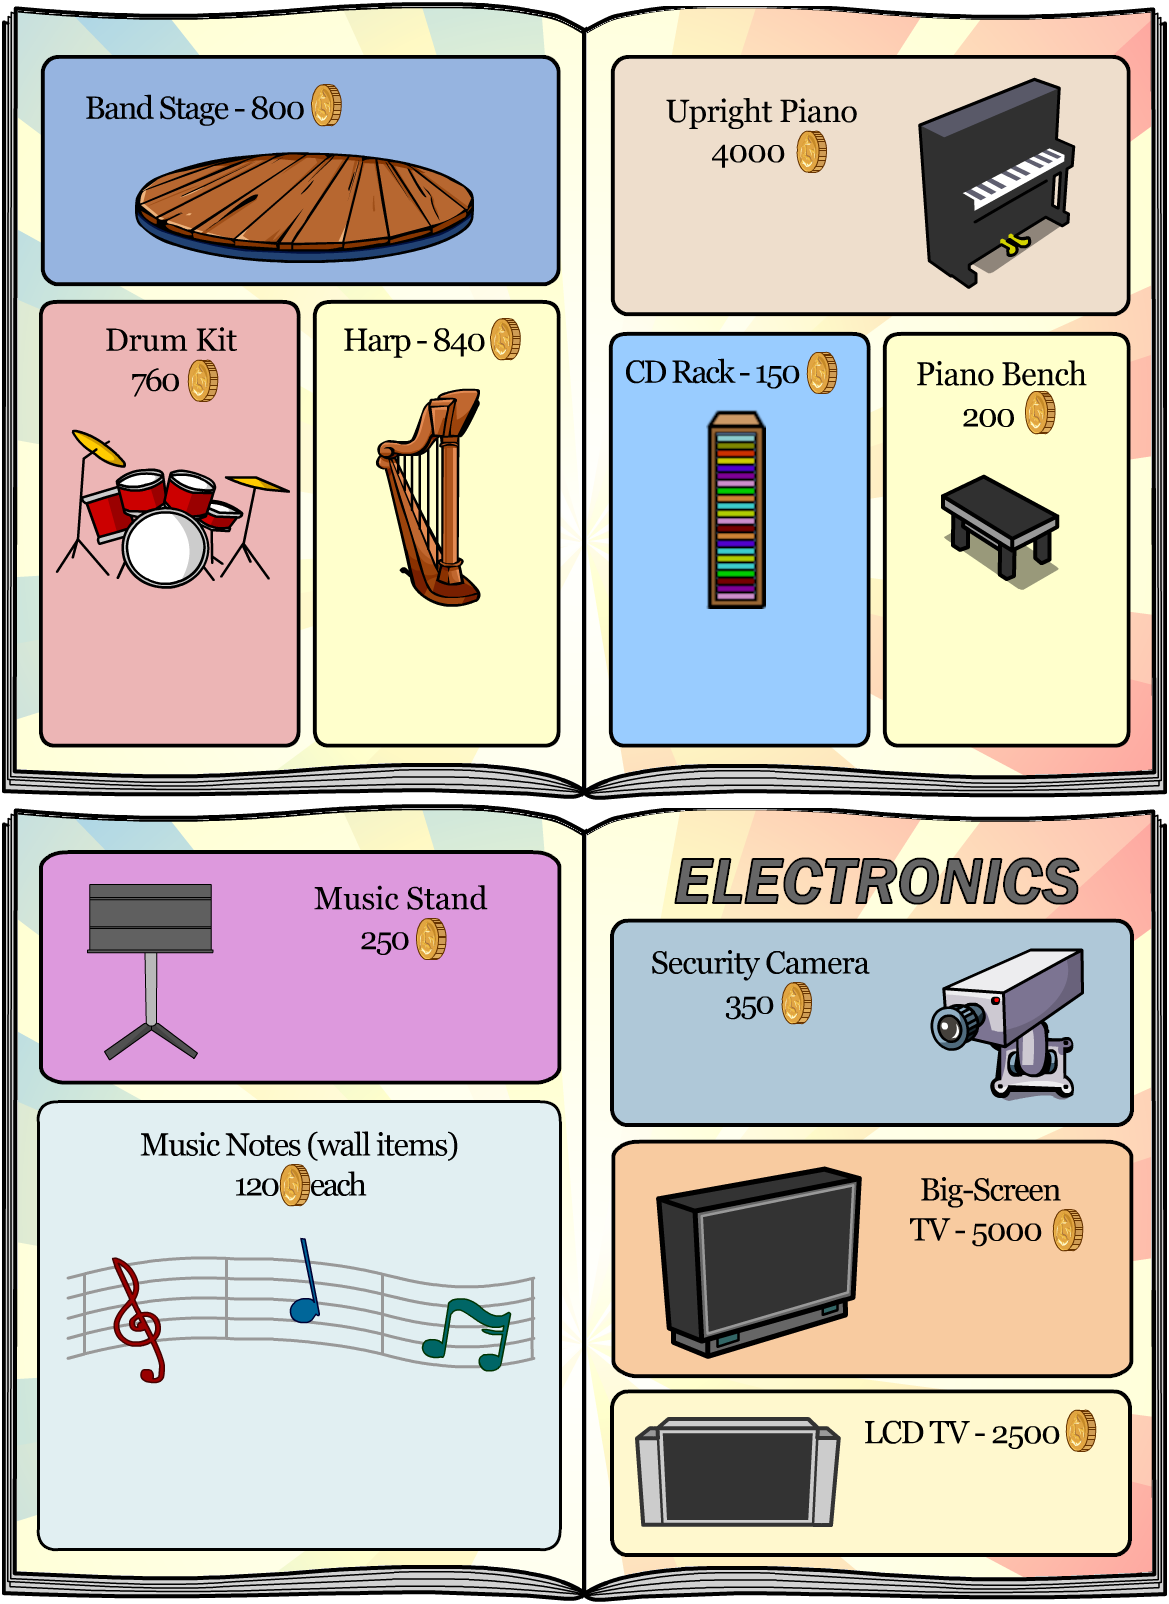 Band Stage - 800
Drum Kit
760
Harp - 840
Upright Piano
4000
CD Rack - 150
Piano Bench
200
Music Stand
250
Music Notes (wall items)
120 each
ELECTRONICS
Security Camera
350
Big-Screen
TV - 5000
LCD TV - 2500